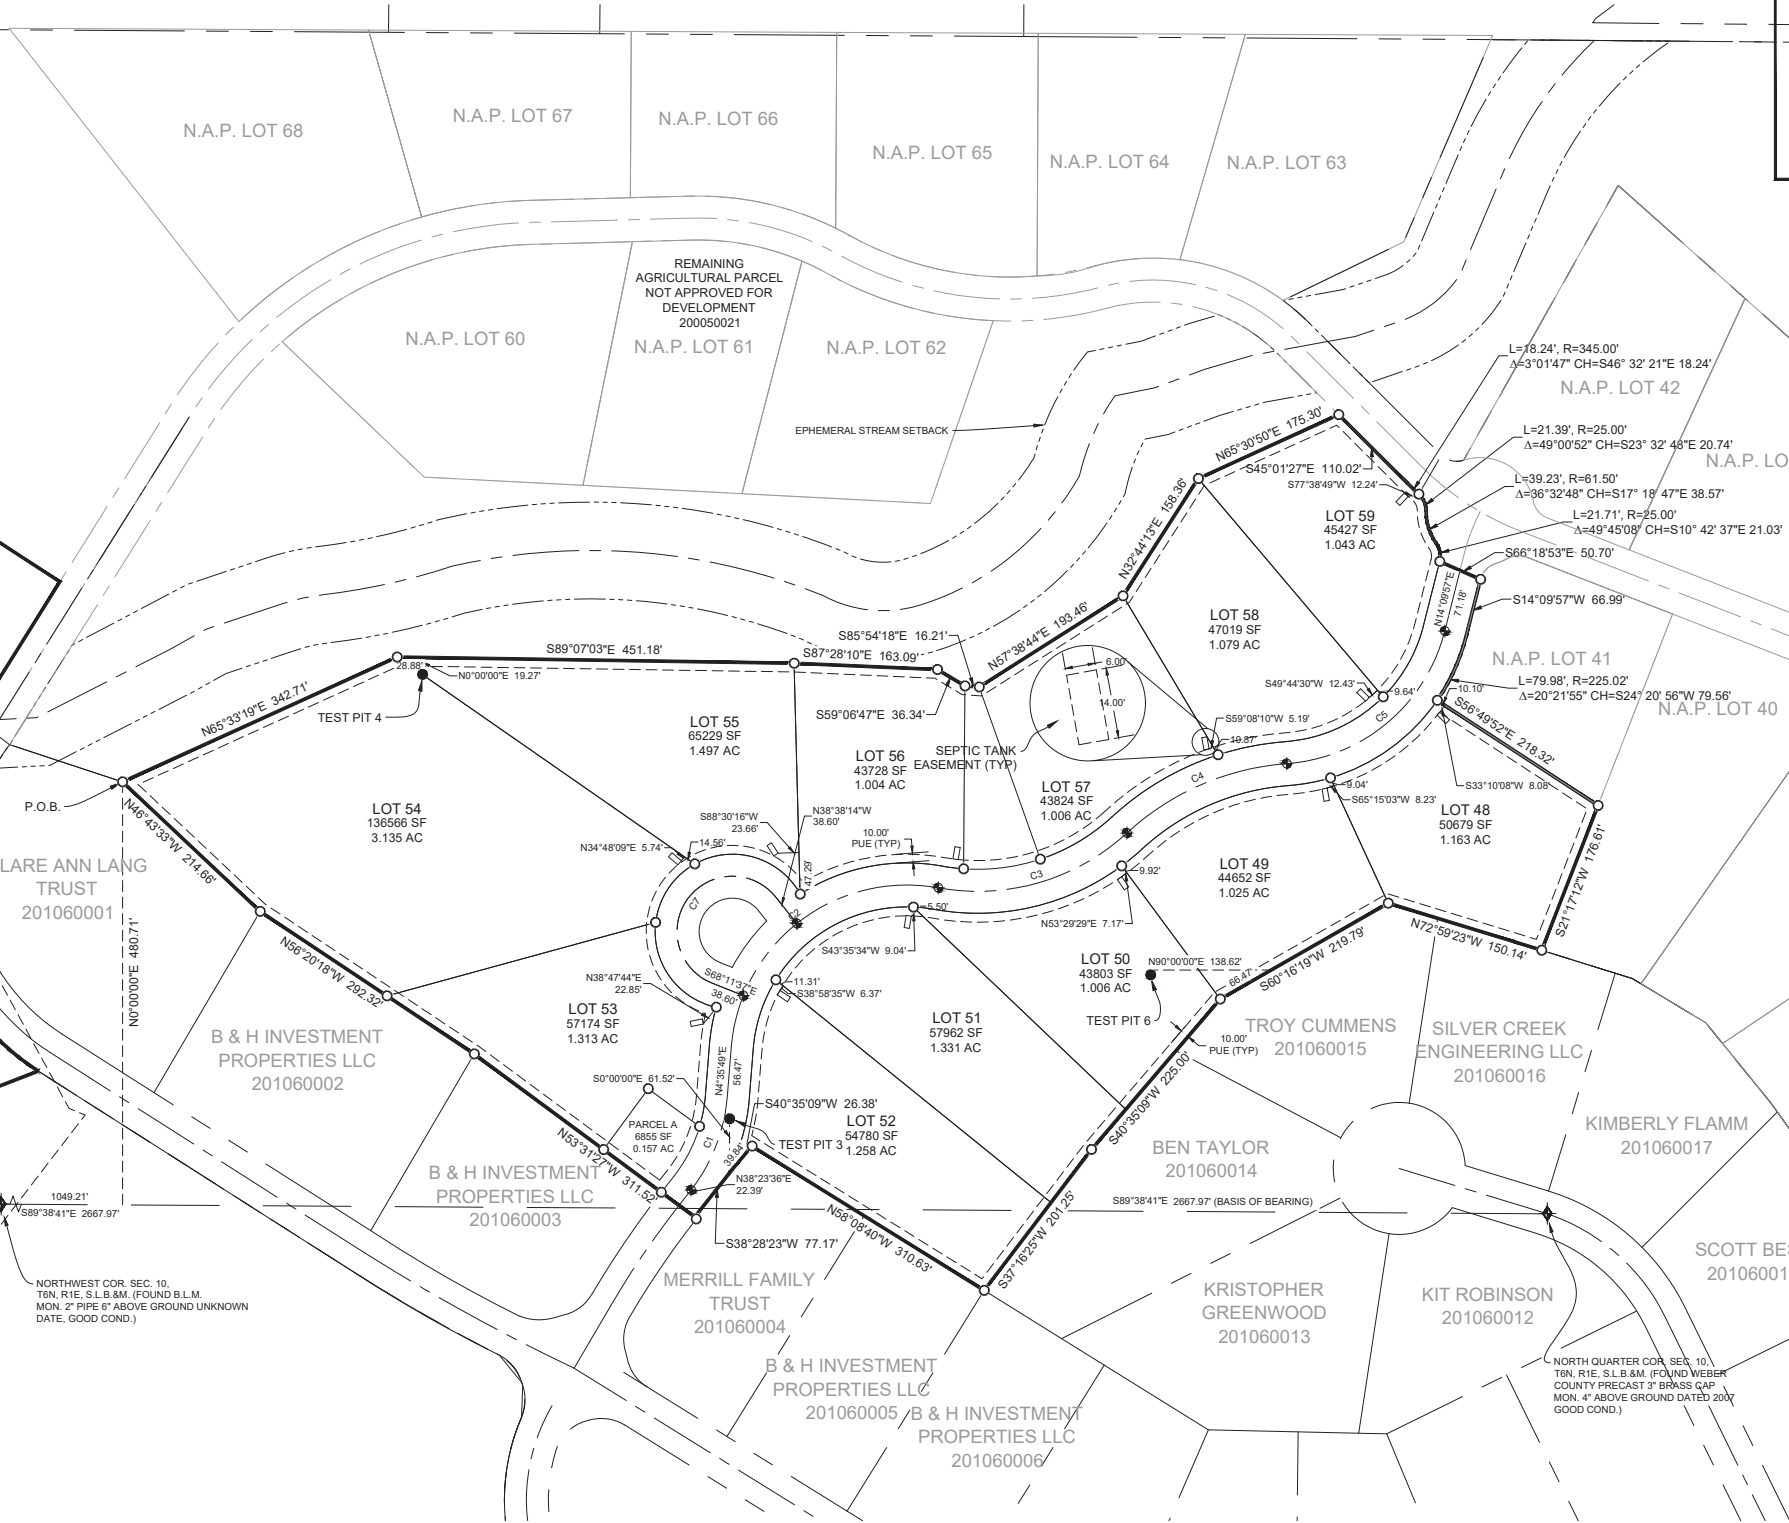 N.A.P. LOT 68
N.A.P. LOT 67
N.A.P. LOT 66
N.A.P. LOT 65
N.A.P. LOT 64
N.A.P. LOT 63
REMAINING
AGRICULTURAL PARCEL
NOT APPROVED FOR
DEVELOPMENT
200050021
N.A.P. LOT 60
N.A.P. LOT 61
N.A.P. LOT 62
L=18.24', R=345.00'
Δ=3°01'47" CH=S46° 32' 21"E 18.24'
N.A.P. LOT 42
EPHEMERAL STREAM SETBACK
N65°30'50"E 175.30'
L=21.39', R=25.00'
Δ=49°00'52" CH=S23° 32' 48"E 20.74'
N.A.P. LO
S45°01'27"E 110.02'
S77°38'49"W 12.24'
L=39.23', R=61.50'
Δ=36°32'48" CH=S17° 18' 47"E 38.57'
N32°44'13"E 158.36'
LOT 59
45427 SF
1.043 AC
L=21.71', R=25.00'
Δ=49°45'08" CH=S10° 42' 37"E 21.03'
S66°18'53"E 50.70'
N14°09'57"E
71.18'
S14°09'57"W 66.99'
LOT 58
47019 SF
1.079 AC
N57°38'44"E 193.46'
S85°54'18"E 16.21'
S87°28'10"E 163.09'
S89°07'03"E 451.18'
28.88'
N0°00'00"E 19.27'
TEST PIT 4
N65°33'19"E 342.71'
S59°06'47"E 36.34'
6.00'
14.00'
SEPTIC TANK
EASEMENT (TYP)
S49°44'30"W 12.43'
9.64'
10.10'
C5
S59°08'10"W 5.19'
10.87'
C4
N.A.P. LOT 41
L=79.98', R=225.02'
Δ=20°21'55" CH=S24° 20' 56"W 79.56'
N.A.P. LOT 40
S56°49'52"E 218.32'
S33°10'08"W 8.08'
LOT 55
65229 SF
1.497 AC
LOT 56
43728 SF
1.004 AC
LOT 57
43824 SF
1.006 AC
9.04'
S65°15'03"W 8.23'
LOT 48
50679 SF
1.163 AC
S21°17'12"W 176.61'
P.O.B.
LOT 54
136566 SF
3.135 AC
N46°43'33"W 214.66'
S88°30'16"W
23.66'
N38°38'14"W
38.60'
10.00'
PUE (TYP)
N34°48'09"E 5.74'
14.56'
47.29'
C3
C7
C2
LOT 49
44652 SF
1.025 AC
9.92'
N53°29'29"E 7.17'
5.50'
S43°35'34"W 9.04'
LARE ANN LANG
TRUST
201060001
N0°00'00"E 480.71'
N56°20'18"W 292.32'
N72°59'23"W 150.14'
S60°16'19"W 219.79'
66.47'
LOT 50
43803 SF
1.006 AC
N90°00'00"E 138.62'
TEST PIT 6
S68°11'37"E
38.60'
11.31'
S38°58'35"W 6.37'
N38°47'44"E
22.85'
LOT 53
57174 SF
1.313 AC
LOT 51
57962 SF
1.331 AC
B & H INVESTMENT
PROPERTIES LLC
201060002
10.00'
PUE (TYP)
TROY CUMMENS
201060015
SILVER CREEK
ENGINEERING LLC
201060016
S0°00'00"E 61.52'
N4°35'49"E
56.47'
S40°35'09"W 26.38'
S40°35'09"W 225.00'
PARCEL A
6855 SF
0.157 AC
C1
39.84'
TEST PIT 3
LOT 52
54780 SF
1.258 AC
KIMBERLY FLAMM
201060017
BEN TAYLOR
201060014
N53°31'27"W 311.52'
B & H INVESTMENT
PROPERTIES LLC
201060003
N38°23'36"E
22.39'
1049.21'
S89°38'41"E 2667.97'
S89°38'41"E 2667.97' (BASIS OF BEARING)
S38°28'23"W 77.17'
N58°08'40"W 310.63'
S37°16'25"W 201.25'
NORTHWEST COR. SEC. 10,
T6N, R1E, S.L.B.&M. (FOUND B.L.M.
MON. 2" PIPE 6" ABOVE GROUND UNKNOWN
DATE, GOOD COND.)
MERRILL FAMILY
TRUST
201060004
KRISTOPHER
GREENWOOD
201060013
KIT ROBINSON
201060012
SCOTT BES
20106001
B & H INVESTMENT
PROPERTIES LLC
201060005
B & H INVESTMENT
PROPERTIES LLC
201060006
NORTH QUARTER COR. SEC. 10,
T6N, R1E, S.L.B.&M. (FOUND WEBER
COUNTY PRECAST 3" BRASS CAP
MON. 4" ABOVE GROUND DATED 2007
GOOD COND.)